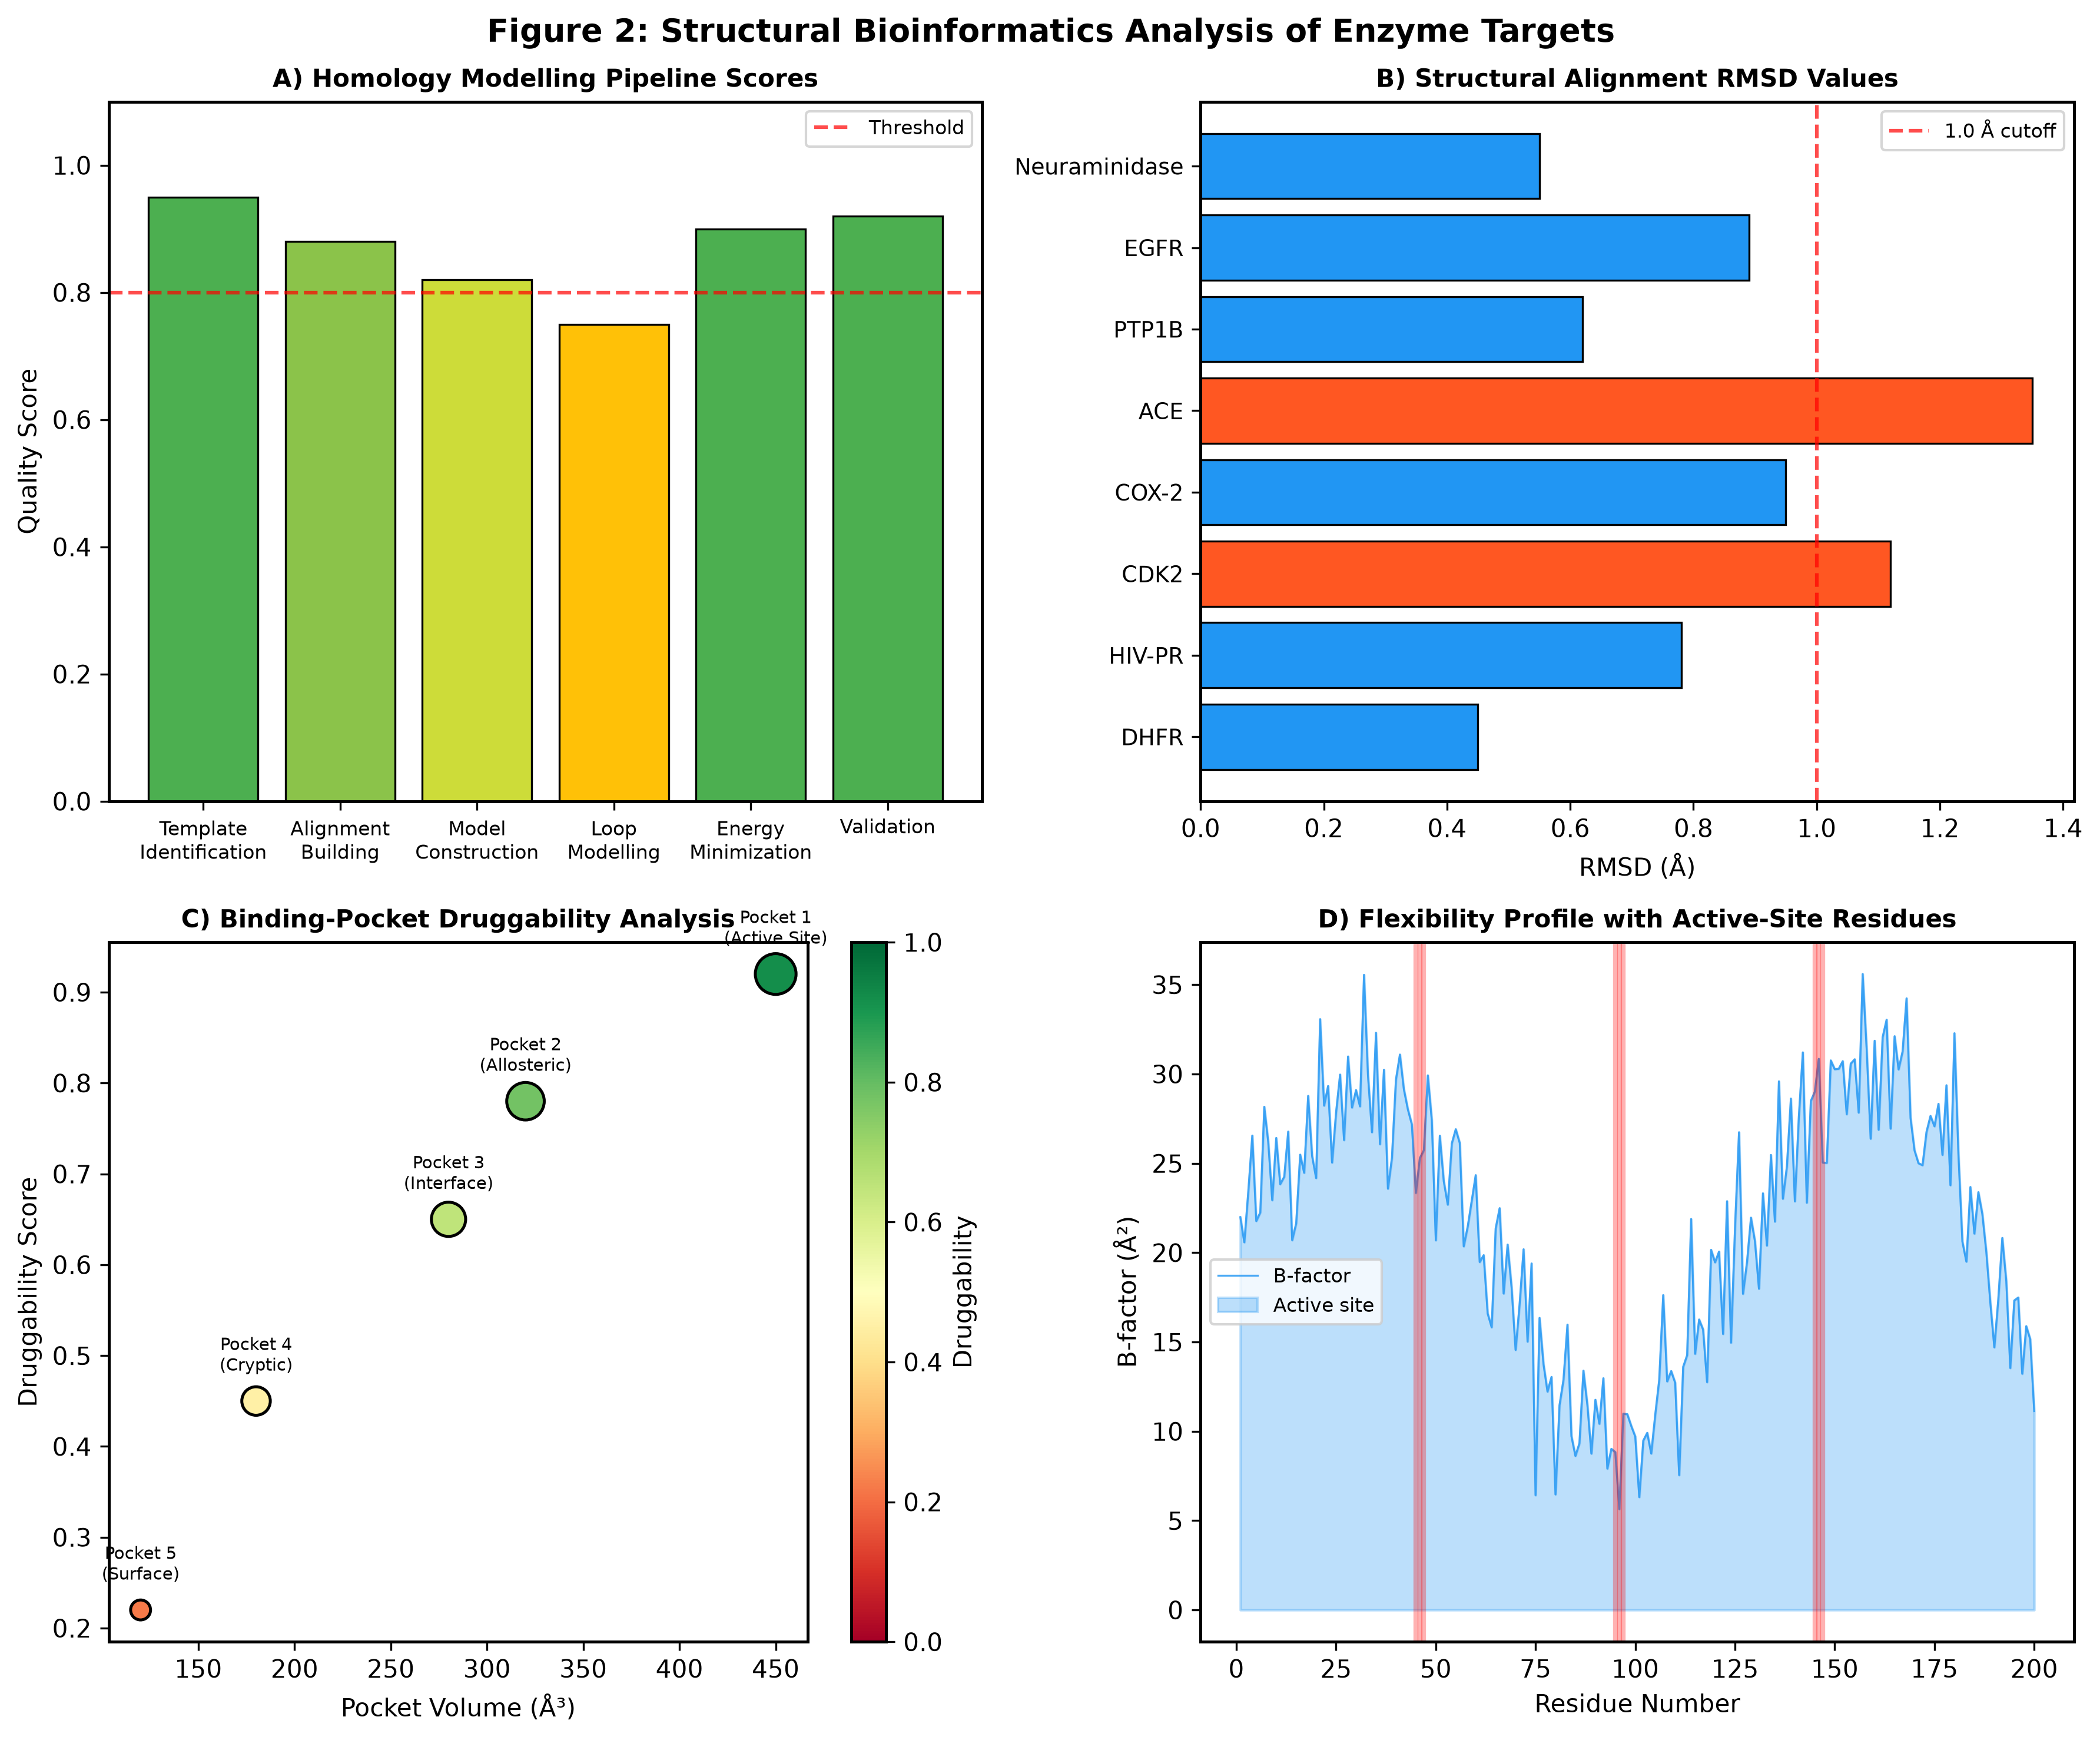 Figure 2: Structural Bioinformatics Analysis of Enzyme Targets
A) Homology Modelling Pipeline Scores
Threshold
Quality Score
1.0
0.8
0.6
0.4
0.2
0.0
Template
Identification
Alignment
Building
Model
Construction
Loop
Modelling
Energy
Minimization
Validation
B) Structural Alignment RMSD Values
1.0 Å cutoff
Neuraminidase
EGFR
PTP1B
ACE
COX-2
CDK2
HIV-PR
DHFR
0.0 0.2 0.4 0.6 0.8 1.0 1.2 1.4
RMSD (Å)
C) Binding-Pocket Druggability Analysis
Druggability Score
0.9
0.8
0.7
0.6
0.5
0.4
0.3
0.2
Pocket 1
(Active Site)
Pocket 2
(Allosteric)
Pocket 3
(Interface)
Pocket 4
(Cryptic)
Pocket 5
(Surface)
150 200 250 300 350 400 450
Pocket Volume (Å³)
1.0
0.8
0.6
0.4
0.2
0.0
Druggability
D) Flexibility Profile with Active-Site Residues
B-factor (Å²)
35
30
25
20
15
10
5
0
B-factor
Active site
0 25 50 75 100 125 150 175 200
Residue Number